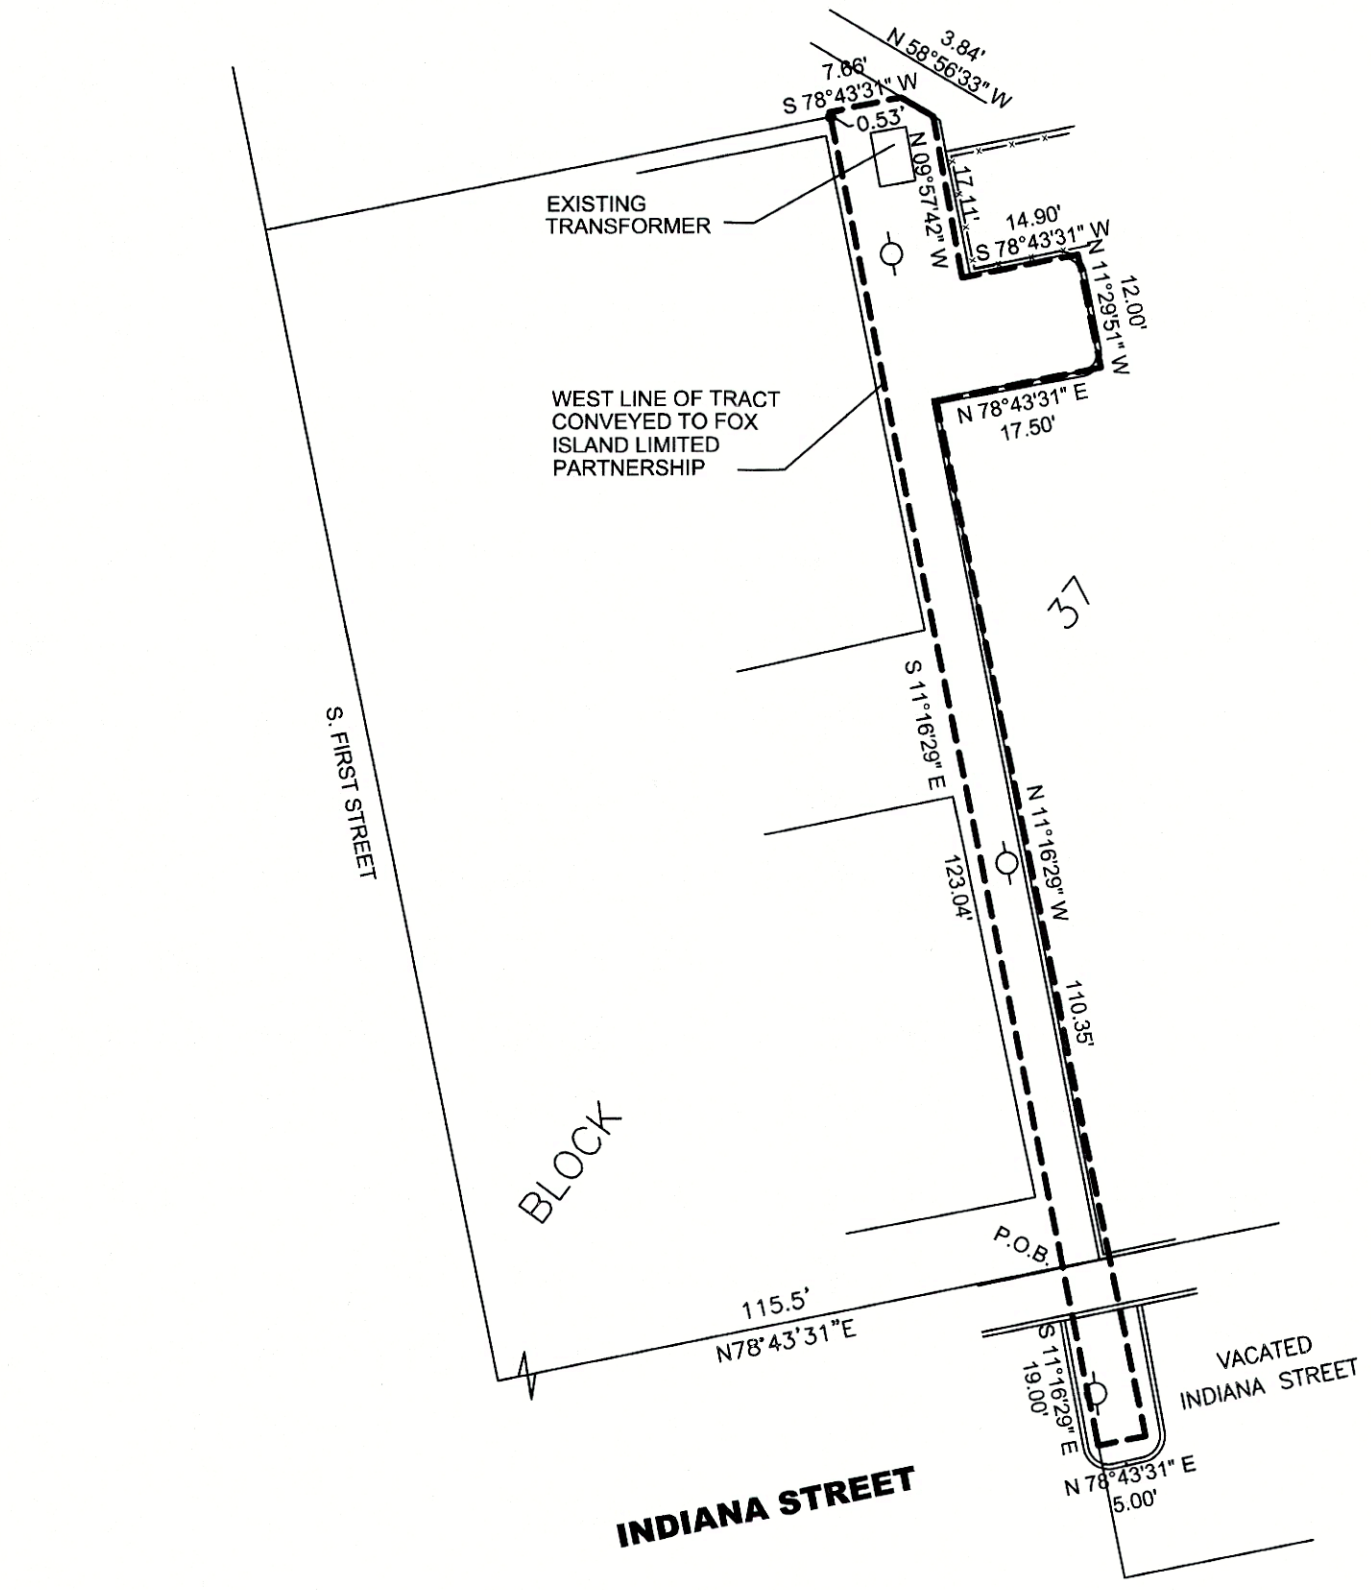 3.84'
N 58°56'33" W
7.66'
S 78°43'31" W
0.53'
N 09°57'42" W
17.11'
EXISTING
TRANSFORMER
14.90'
S 78°43'31" W
N 11°29'51" W
12.00'
WEST LINE OF TRACT
CONVEYED TO FOX
ISLAND LIMITED
PARTNERSHIP
N 78°43'31" E
17.50'
37
S 11°16'29" E
S. FIRST STREET
N 11°16'29" W
123.04'
110.35'
BLOCK
P.O.B.
115.5'
N78°43'31"E
S 11°16'29" E
19.00'
VACATED
INDIANA STREET
N 78°43'31" E
5.00'
INDIANA STREET